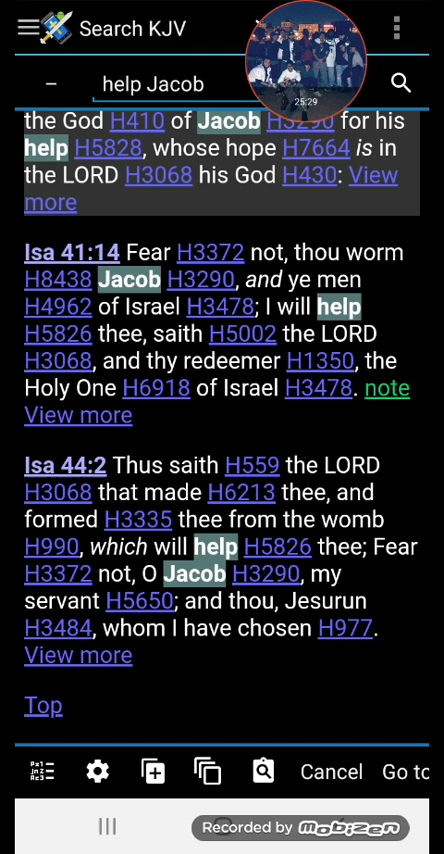 Search KJV
help Jacob
25:29
the God H410 of Jacob H3290 for his
help H5828, whose hope H7664 is in
the LORD H3068 his God H430: View
more
Isa 41:14 Fear H3372 not, thou worm
H8438 Jacob H3290, and ye men
H4962 of Israel H3478; I will help
H5826 thee, saith H5002 the LORD
H3068, and thy redeemer H1350, the
Holy One H6918 of Israel H3478. note
View more
Isa 44:2 Thus saith H559 the LORD
H3068 that made H6213 thee, and
formed H3335 thee from the womb
H990, which will help H5826 thee; Fear
H3372 not, O Jacob H3290, my
servant H5650; and thou, Jesurun
H3484, whom I have chosen H977.
View more
Top
Cancel Go to
Recorded by Mobizen